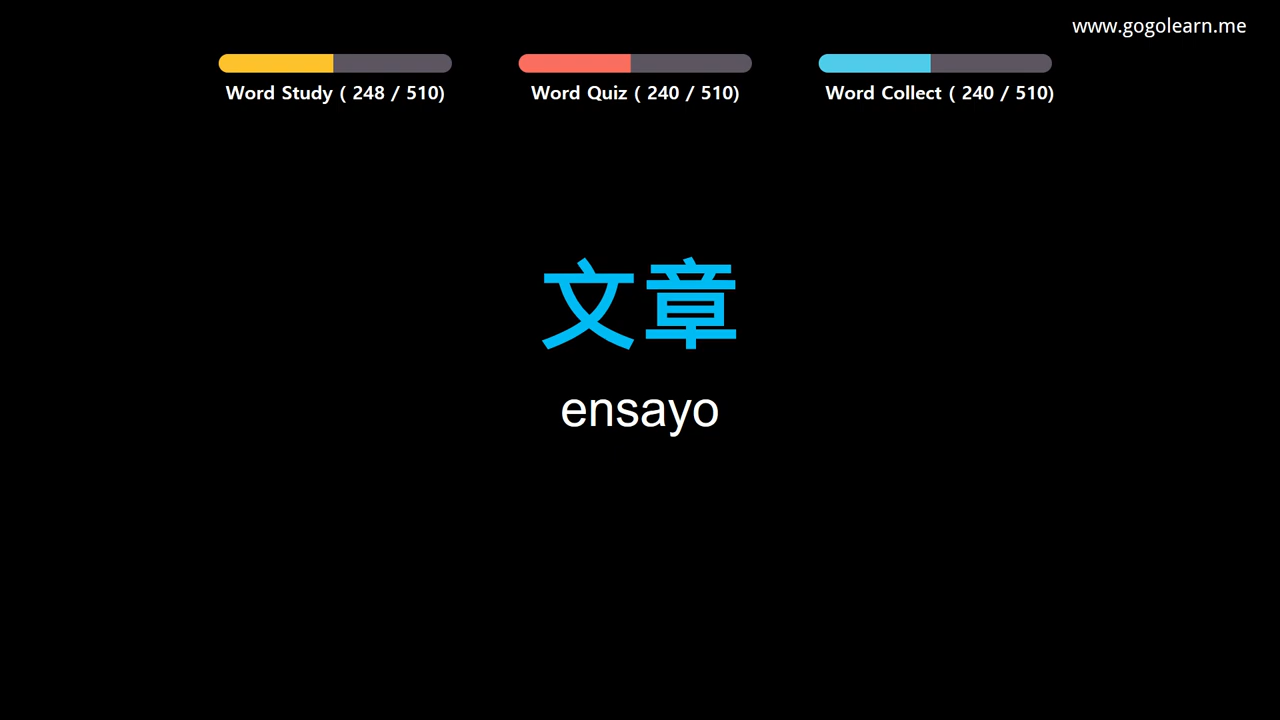 www.gogolearn.me
Word Study ( 248 / 510)
Word Quiz ( 240 / 510)
Word Collect ( 240 / 510)
文章
ensayo